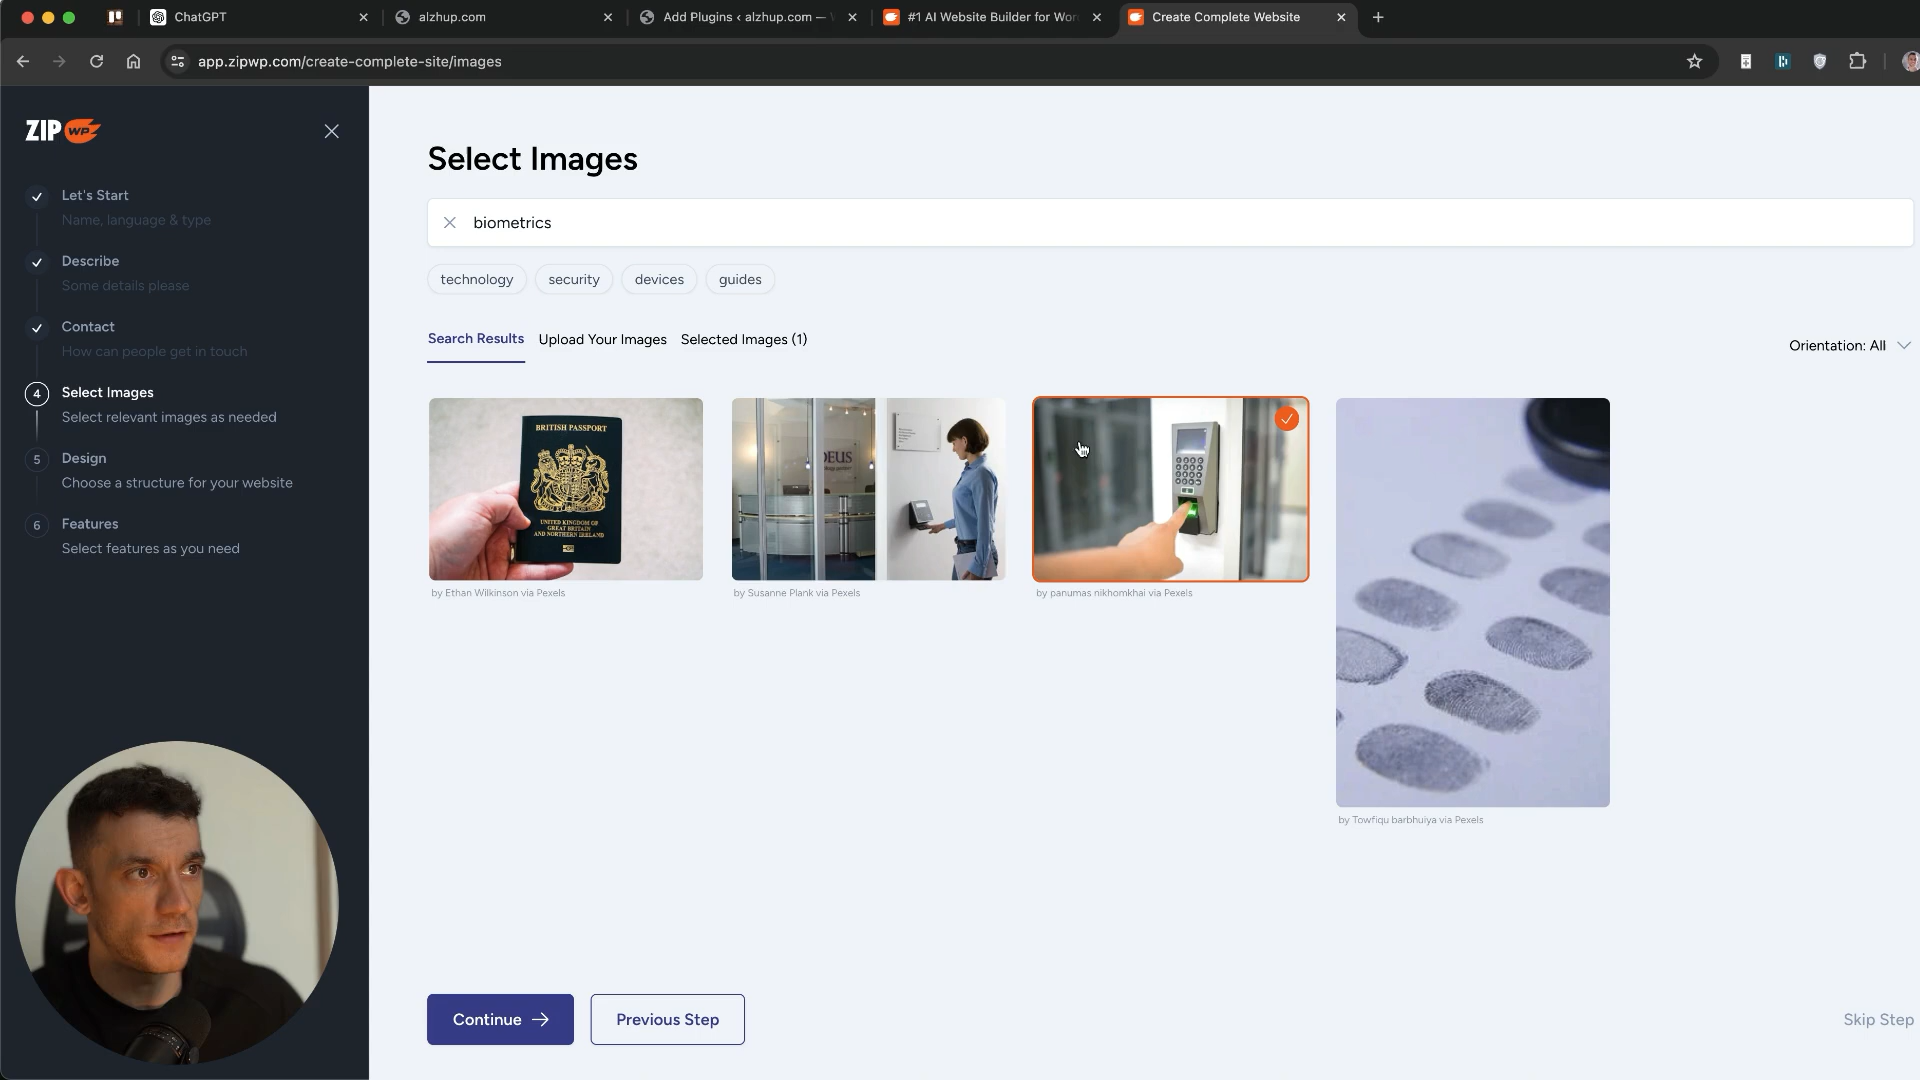 ChatGPT
alzhup.com
Add Plugins ‹ alzhup.com —
#1 AI Website Builder for Wor
Create Complete Website
app.zipwp.com/create-complete-site/images
ZIP WP
Let's Start
Name, language & type
Describe
Some details please
Contact
How can people get in touch
4
Select Images
Select relevant images as needed
5
Design
Choose a structure for your website
6
Features
Select features as you need
Select Images
biometrics
technology
security
devices
guides
Search Results
Upload Your Images
Selected Images (1)
Orientation: All
BRITISH PASSPORT
UNITED KINGDOM OF
GREAT BRITAIN
AND NORTHERN IRELAND
DEUS
by Ethan Wilkinson via Pexels
by Susanne Plank via Pexels
by panumas nikhomkhai via Pexels
by Towfiqu barbhuiya via Pexels
Continue
Previous Step
Skip Step